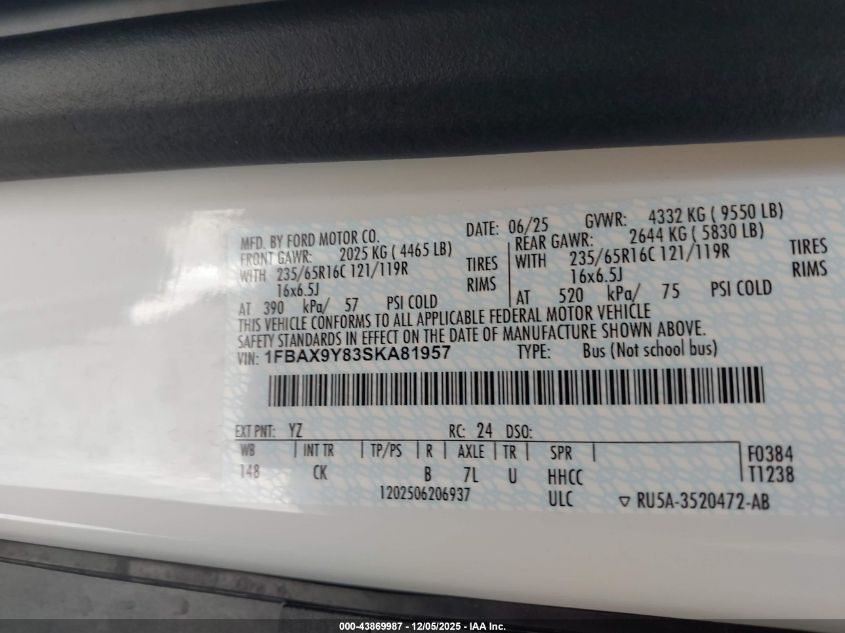 MFD. BY FORD MOTOR CO. DATE: 06/25 GVWR: 4332 KG ( 9550 LB)
FRONT GAWR: 2025 KG ( 4465 LB) REAR GAWR: 2644 KG ( 5830 LB)
WITH 235/65R16C 121/119R TIRES WITH 235/65R16C 121/119R TIRES
16x6.5J RIMS 16x6.5J RIMS
AT 390 kPa/ 57 PSI COLD AT 520 kPa/ 75 PSI COLD
THIS VEHICLE CONFORMS TO ALL APPLICABLE FEDERAL MOTOR VEHICLE
SAFETY STANDARDS IN EFFECT ON THE DATE OF MANUFACTURE SHOWN ABOVE.
VIN: 1FBAX9Y83SKA81957 TYPE: Bus (Not school bus)
EXT PNT: YZ RC: 24 DSO:
WB INT TR TP/PS R AXLE TR SPR F0384
148 CK B 7L U HHCC T1238
1202506206937 ULC RU5A-3520472-AB
000-43869987 - 12/05/2025 - IAA Inc.